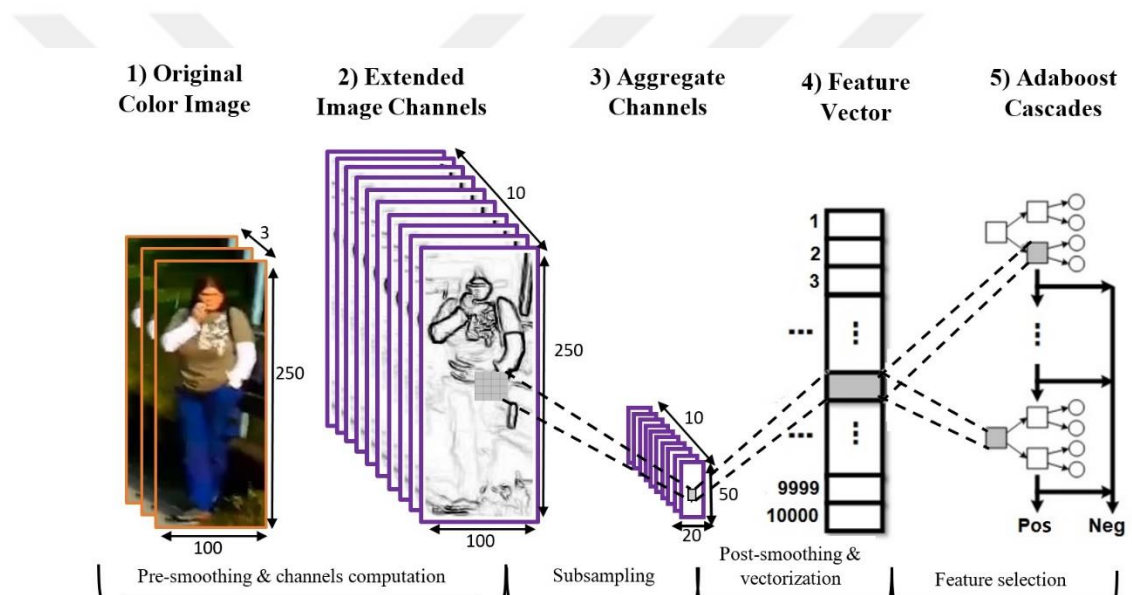 1) Original
Color Image
2) Extended
Image Channels
3) Aggregate
Channels
4) Feature
Vector
5) Adaboost
Cascades
3
250
100
10
250
100
10
50
20
1
2
3
...
⋮
...
⋮
9999
10000
⋮
Pos Neg
Pre-smoothing & channels computation
Subsampling
Post-smoothing &
vectorization
Feature selection